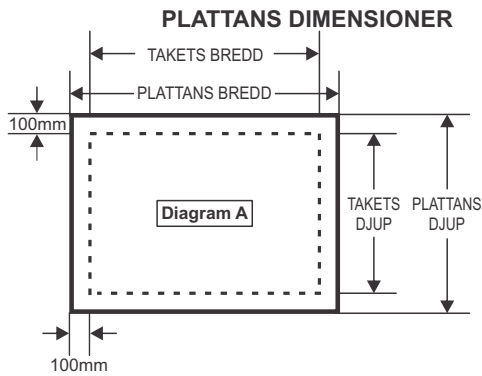 PLATTANS DIMENSIONER
TAKETS BREDD
PLATTANS BREDD
100mm
Diagram A
TAKETS
DJUP
PLATTANS
DJUP
100mm